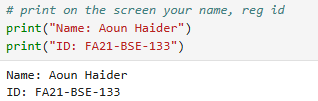 # print on the screen your name, reg id
print("Name: Aoun Haider")
print("ID: FA21-BSE-133")
Name: Aoun Haider
ID: FA21-BSE-133